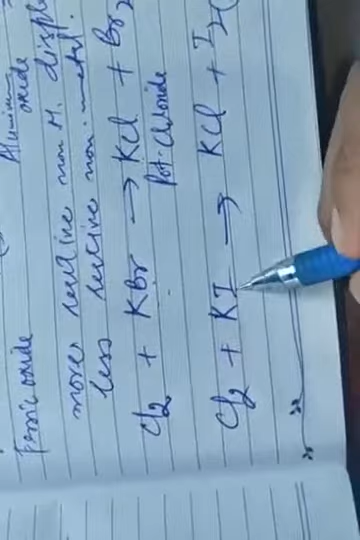 Ferric oxide Aluminium oxide
more reactive non M. displ
less reactive non-metal.
Cl2 + KBr → KCl + Br2
Pot. Chloride
Cl2 + KI → KCl + I2